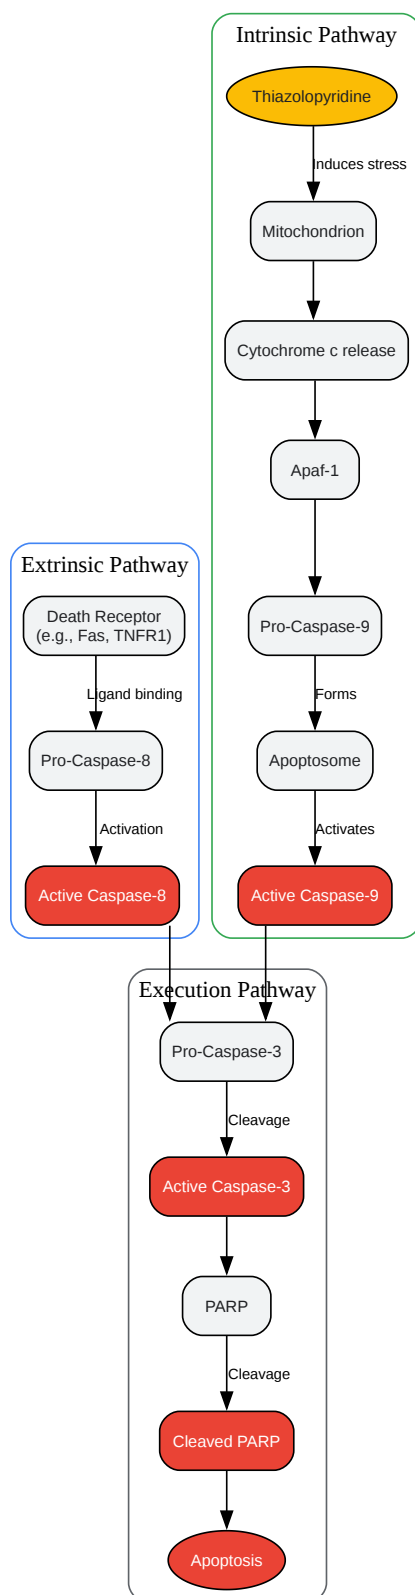 Intrinsic Pathway
Thiazolopyridine
Induces stress
Mitochondrion
Cytochrome c release
Apaf-1
Pro-Caspase-9
Forms
Apoptosome
Activates
Active Caspase-9
Extrinsic Pathway
Death Receptor
(e.g., Fas, TNFR1)
Ligand binding
Pro-Caspase-8
Activation
Active Caspase-8
Execution Pathway
Pro-Caspase-3
Cleavage
Active Caspase-3
PARP
Cleavage
Cleaved PARP
Apoptosis